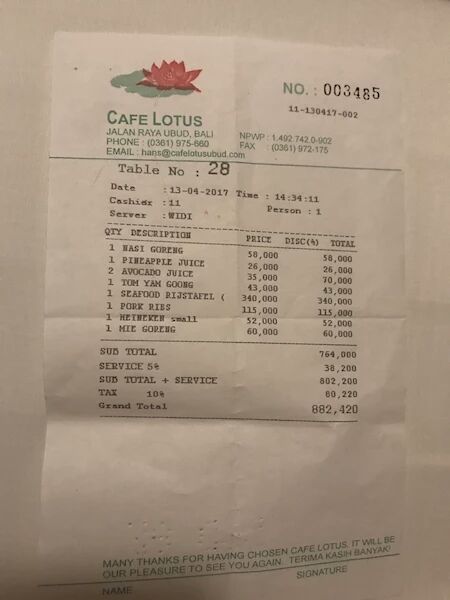 CAFE LOTUS
JALAN RAYA UBUD, BALI
PHONE : (0361) 975-660
EMAIL : hans@cafelotusubud.com
NO. : 003485
11-130417-002
NPWP : 1.492.742.0-902
FAX : (0361) 972-175
Table No : 28
Date : 13-04-2017 Time : 14:34:11
Cashier : 11 Person : 1
Server : WIDI
QTY DESCRIPTION PRICE DISC(%) TOTAL
1 NASI GORENG 58,000 58,000
1 PINEAPPLE JUICE 26,000 26,000
2 AVOCADO JUICE 35,000 70,000
1 TOM YAM GOONG 43,000 43,000
1 SEAFOOD RIJSTAFEL ( 340,000 340,000
1 PORK RIBS 115,000 115,000
1 HEINEKEN small 52,000 52,000
1 MIE GORENG 60,000 60,000
SUB TOTAL 764,000
SERVICE 5% 38,200
SUB TOTAL + SERVICE 802,200
TAX 10% 80,220
Grand Total 882,420
MANY THANKS FOR HAVING CHOSEN CAFE LOTUS. IT WILL BE
OUR PLEASURE TO SEE YOU AGAIN. TERIMA KASIH BANYAK!
NAME SIGNATURE